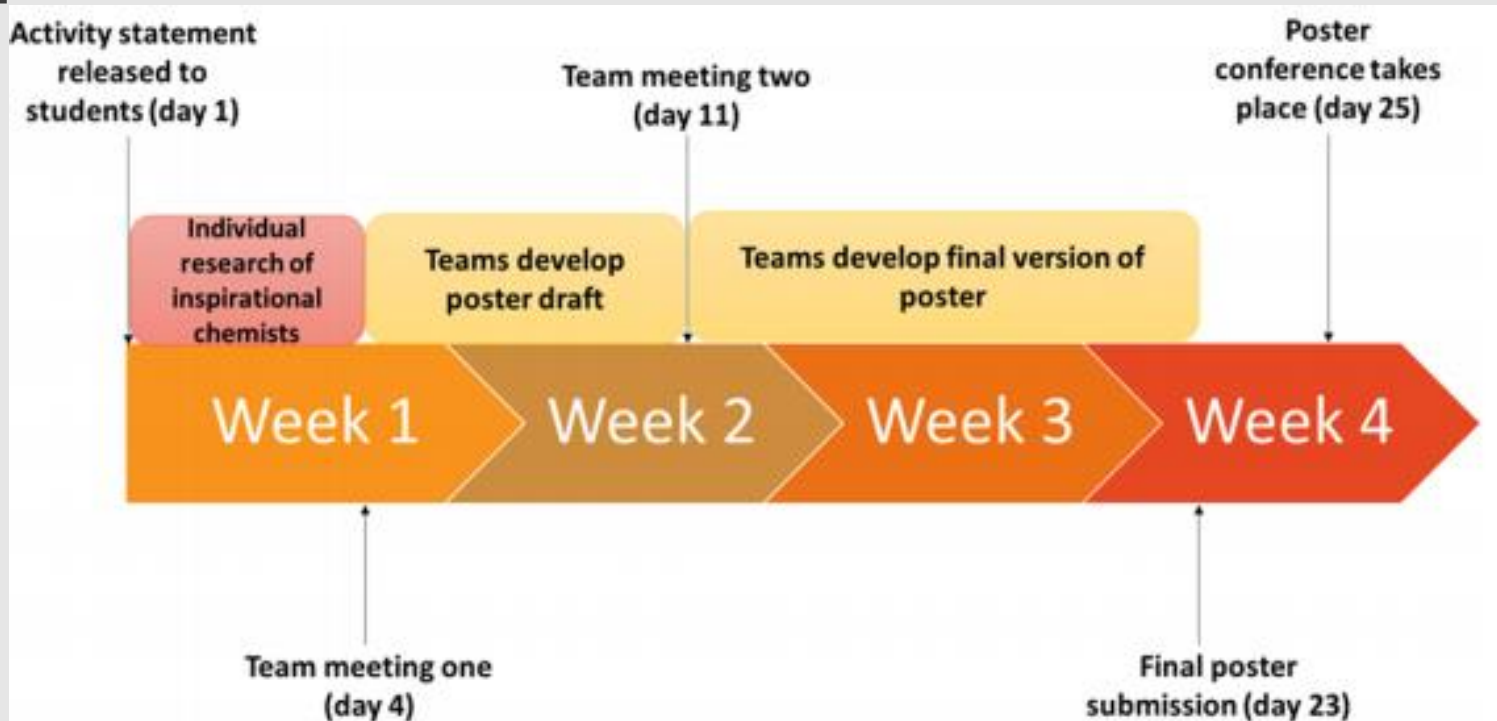 Activity statement
released to
students (day 1)
Team meeting two
(day 11)
Poster
conference takes
place (day 25)
Individual
research of
inspirational
chemists
Teams develop
poster draft
Teams develop final version of
poster
Week 1
Week 2
Week 3
Week 4
Team meeting one
(day 4)
Final poster
submission (day 23)